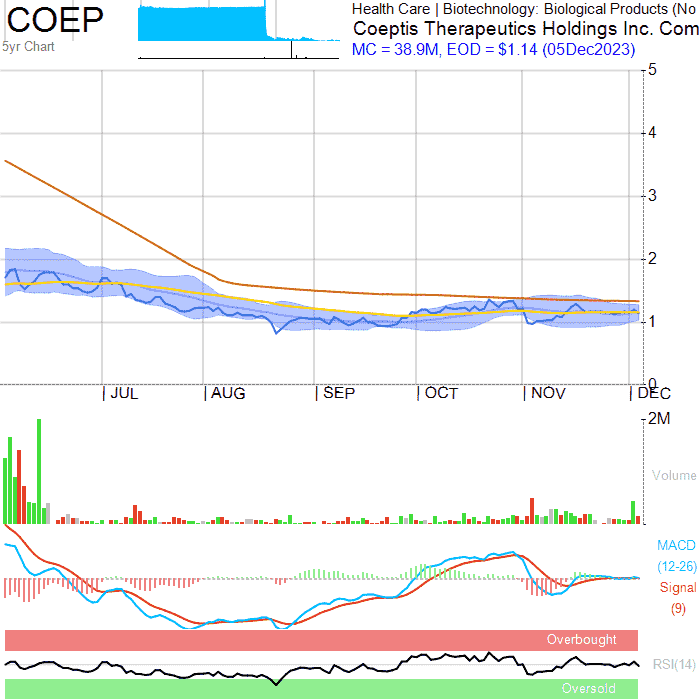 COEP
5yr Chart
Health Care | Biotechnology: Biological Products (No
Coeptis Therapeutics Holdings Inc. Com
MC = 38.9M, EOD = $1.14 (05Dec2023)
5
4
3
2
1
0
JUL
AUG
SEP
OCT
NOV
DEC
2M
Volume
MACD
(12-26)
Signal
(9)
Overbought
RSI(14)
Oversold